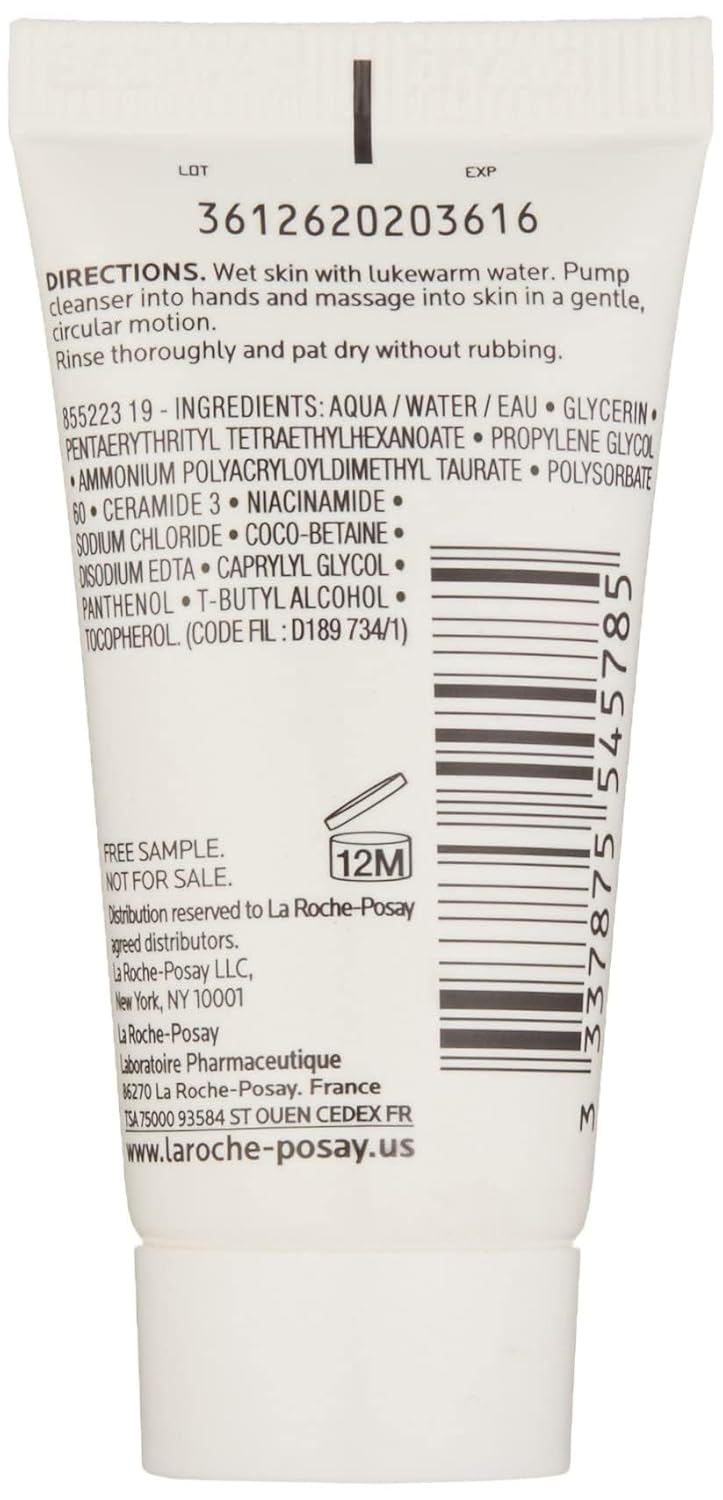 LOT EXP
3612620203616
DIRECTIONS. Wet skin with lukewarm water. Pump
cleanser into hands and massage into skin in a gentle,
circular motion.
Rinse thoroughly and pat dry without rubbing.
855223 19 - INGREDIENTS: AQUA / WATER / EAU • GLYCERIN •
PENTAERYTHRITYL TETRAETHYLHEXANOATE • PROPYLENE GLYCOL
• AMMONIUM POLYACRYLOYLDIMETHYL TAURATE • POLYSORBATE
60 • CERAMIDE 3 • NIACINAMIDE •
SODIUM CHLORIDE • COCO-BETAINE •
DISODIUM EDTA • CAPRYLYL GLYCOL •
PANTHENOL • T-BUTYL ALCOHOL •
TOCOPHEROL. (CODE FIL : D189 734/1)
3 337875 545785
12M
FREE SAMPLE.
NOT FOR SALE.
Distribution reserved to La Roche-Posay
agreed distributors.
La Roche-Posay LLC,
New York, NY 10001
La Roche-Posay
Laboratoire Pharmaceutique
86270 La Roche-Posay. France
TSA 75000 93584 ST OUEN CEDEX FR
www.laroche-posay.us